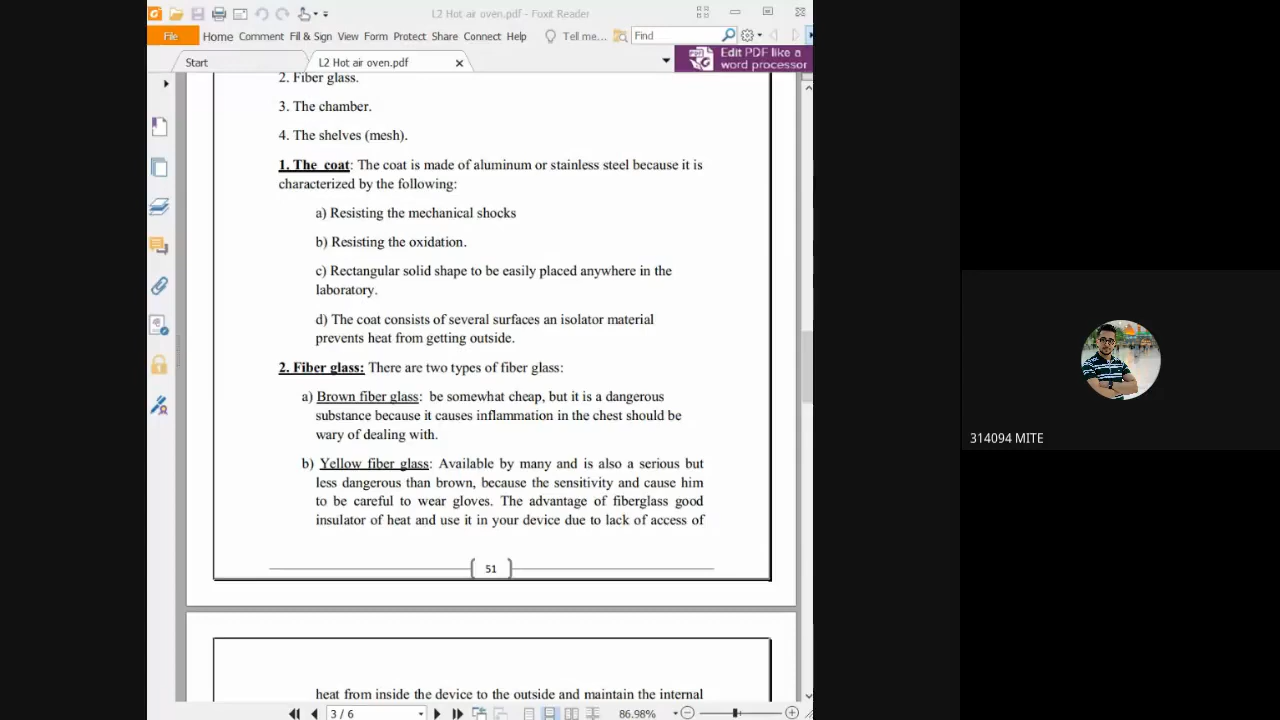 L2 Hot air oven.pdf - Foxit Reader
File Home Comment Fill & Sign View Form Protect Share Connect Help Tell me... Find
Start L2 Hot air oven.pdf Edit PDF like a
word processor
2. Fiber glass.
3. The chamber.
4. The shelves (mesh).
1. The coat: The coat is made of aluminum or stainless steel because it is
characterized by the following:
a) Resisting the mechanical shocks
b) Resisting the oxidation.
c) Rectangular solid shape to be easily placed anywhere in the
laboratory.
d) The coat consists of several surfaces an isolator material
prevents heat from getting outside.
2. Fiber glass: There are two types of fiber glass:
a) Brown fiber glass: be somewhat cheap, but it is a dangerous
substance because it causes inflammation in the chest should be
wary of dealing with.
b) Yellow fiber glass: Available by many and is also a serious but
less dangerous than brown, because the sensitivity and cause him
to be careful to wear gloves. The advantage of fiberglass good
insulator of heat and use it in your device due to lack of access of
51
heat from inside the device to the outside and maintain the internal
3 / 6 86.98%
314094 MITE